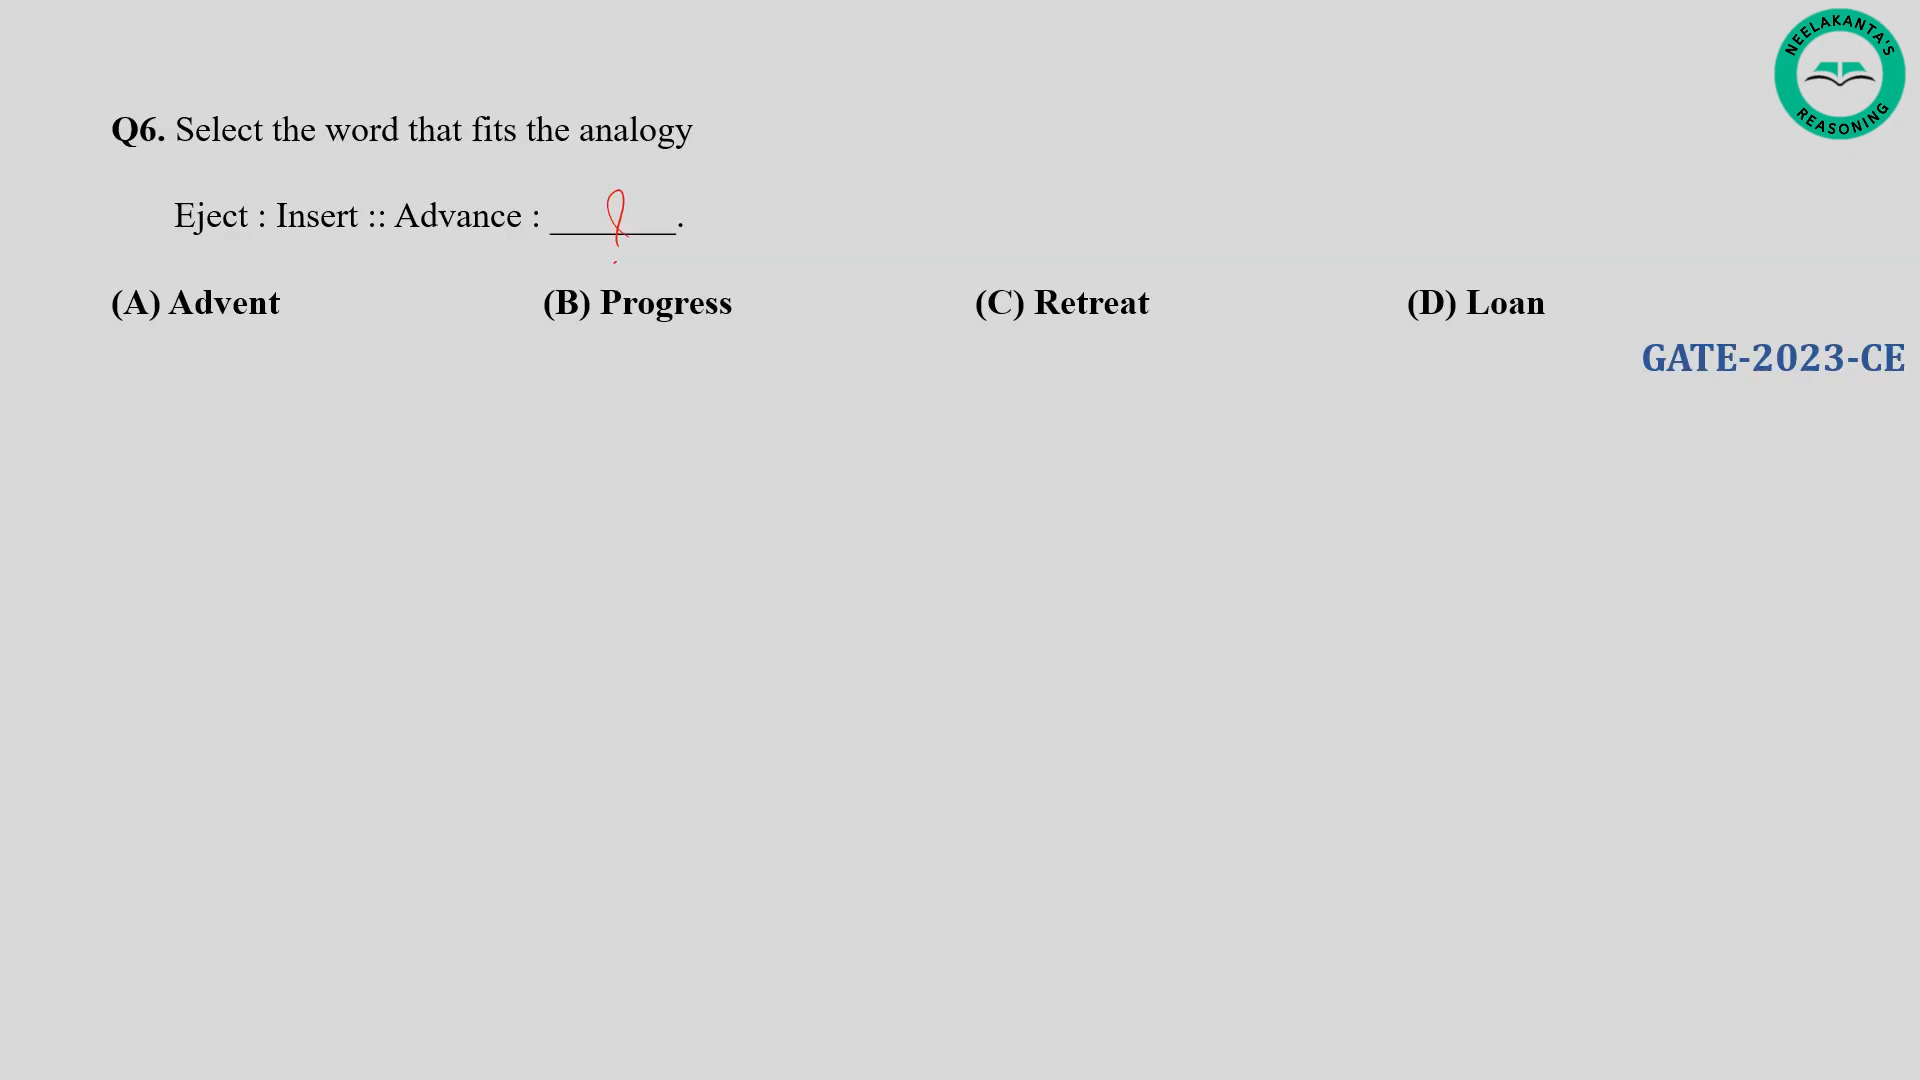 NEELAKANTA'S
REASONING
Q6. Select the word that fits the analogy
Eject : Insert :: Advance : _______.
(A) Advent (B) Progress (C) Retreat (D) Loan
GATE-2023-CE